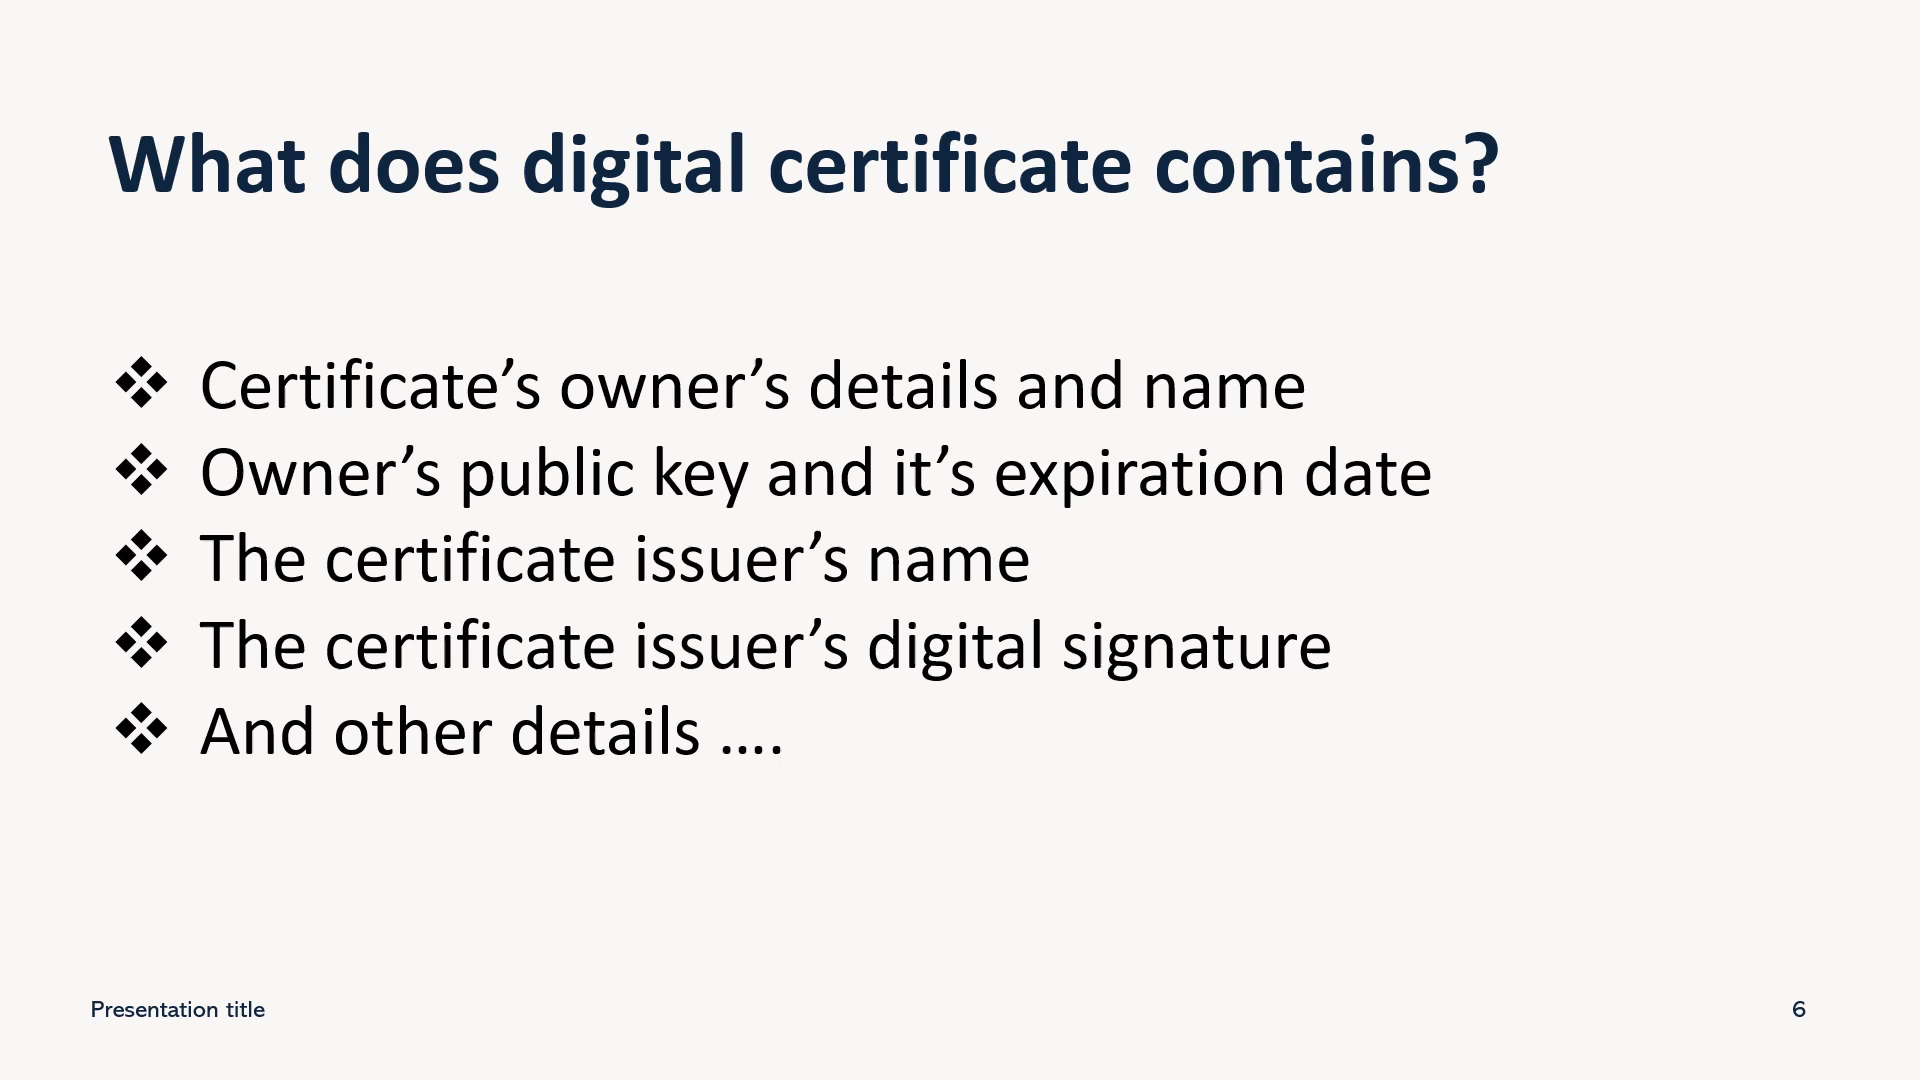 What does digital certificate contains?
❖ Certificate’s owner’s details and name
❖ Owner’s public key and it’s expiration date
❖ The certificate issuer’s name
❖ The certificate issuer’s digital signature
❖ And other details ….
Presentation title
6